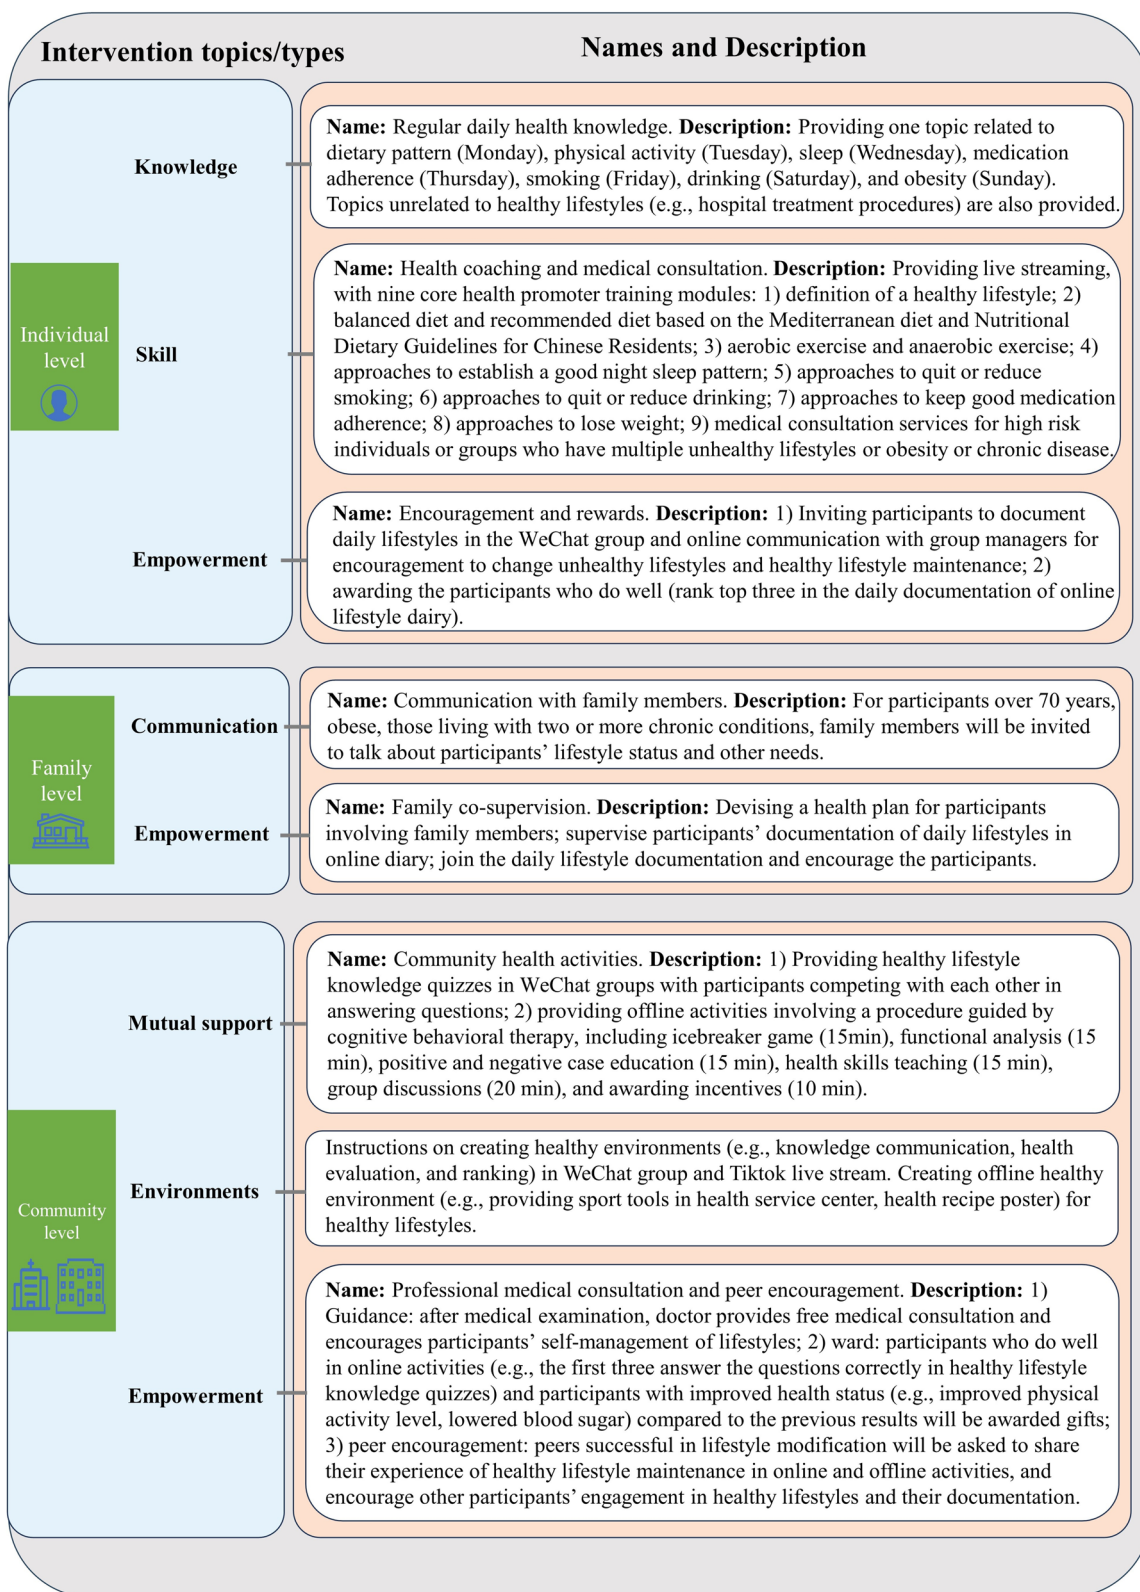 Intervention topics/types
Names and Description
Individual
level
Knowledge
Name: Regular daily health knowledge. Description: Providing one topic related to
dietary pattern (Monday), physical activity (Tuesday), sleep (Wednesday), medication
adherence (Thursday), smoking (Friday), drinking (Saturday), and obesity (Sunday).
Topics unrelated to healthy lifestyles (e.g., hospital treatment procedures) are also provided.
Skill
Name: Health coaching and medical consultation. Description: Providing live streaming,
with nine core health promoter training modules: 1) definition of a healthy lifestyle; 2)
balanced diet and recommended diet based on the Mediterranean diet and Nutritional
Dietary Guidelines for Chinese Residents; 3) aerobic exercise and anaerobic exercise; 4)
approaches to establish a good night sleep pattern; 5) approaches to quit or reduce
smoking; 6) approaches to quit or reduce drinking; 7) approaches to keep good medication
adherence; 8) approaches to lose weight; 9) medical consultation services for high risk
individuals or groups who have multiple unhealthy lifestyles or obesity or chronic disease.
Empowerment
Name: Encouragement and rewards. Description: 1) Inviting participants to document
daily lifestyles in the WeChat group and online communication with group managers for
encouragement to change unhealthy lifestyles and healthy lifestyle maintenance; 2)
awarding the participants who do well (rank top three in the daily documentation of online
lifestyle dairy).
Family
level
Communication
Name: Communication with family members. Description: For participants over 70 years,
obese, those living with two or more chronic conditions, family members will be invited
to talk about participants’ lifestyle status and other needs.
Empowerment
Name: Family co-supervision. Description: Devising a health plan for participants
involving family members; supervise participants’ documentation of daily lifestyles in
online diary; join the daily lifestyle documentation and encourage the participants.
Community
level
Mutual support
Name: Community health activities. Description: 1) Providing healthy lifestyle
knowledge quizzes in WeChat groups with participants competing with each other in
answering questions; 2) providing offline activities involving a procedure guided by
cognitive behavioral therapy, including icebreaker game (15min), functional analysis (15
min), positive and negative case education (15 min), health skills teaching (15 min),
group discussions (20 min), and awarding incentives (10 min).
Environments
Instructions on creating healthy environments (e.g., knowledge communication, health
evaluation, and ranking) in WeChat group and Tiktok live stream. Creating offline healthy
environment (e.g., providing sport tools in health service center, health recipe poster) for
healthy lifestyles.
Empowerment
Name: Professional medical consultation and peer encouragement. Description: 1)
Guidance: after medical examination, doctor provides free medical consultation and
encourages participants’ self-management of lifestyles; 2) ward: participants who do well
in online activities (e.g., the first three answer the questions correctly in healthy lifestyle
knowledge quizzes) and participants with improved health status (e.g., improved physical
activity level, lowered blood sugar) compared to the previous results will be awarded gifts;
3) peer encouragement: peers successful in lifestyle modification will be asked to share
their experience of healthy lifestyle maintenance in online and offline activities, and
encourage other participants’ engagement in healthy lifestyles and their documentation.